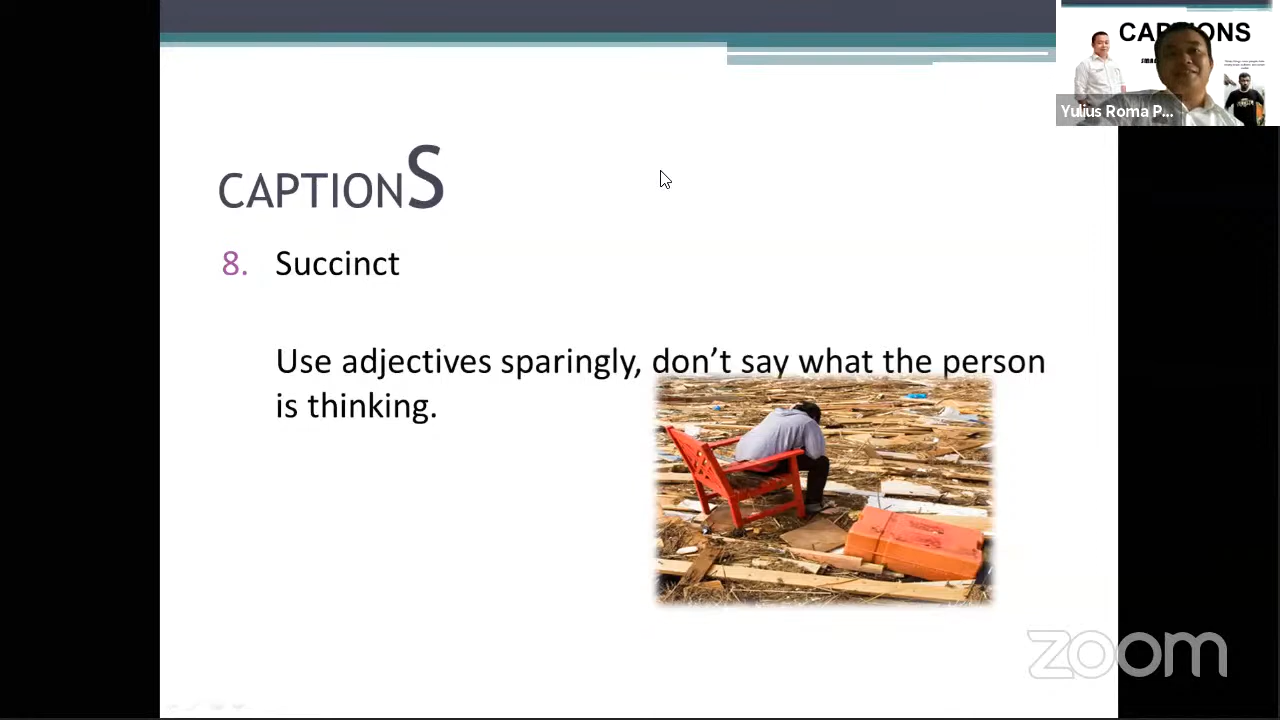 CAPTIONS
Yulius Roma P...
CAPTIONS
8. Succinct
Use adjectives sparingly, don't say what the person
is thinking.
zoom